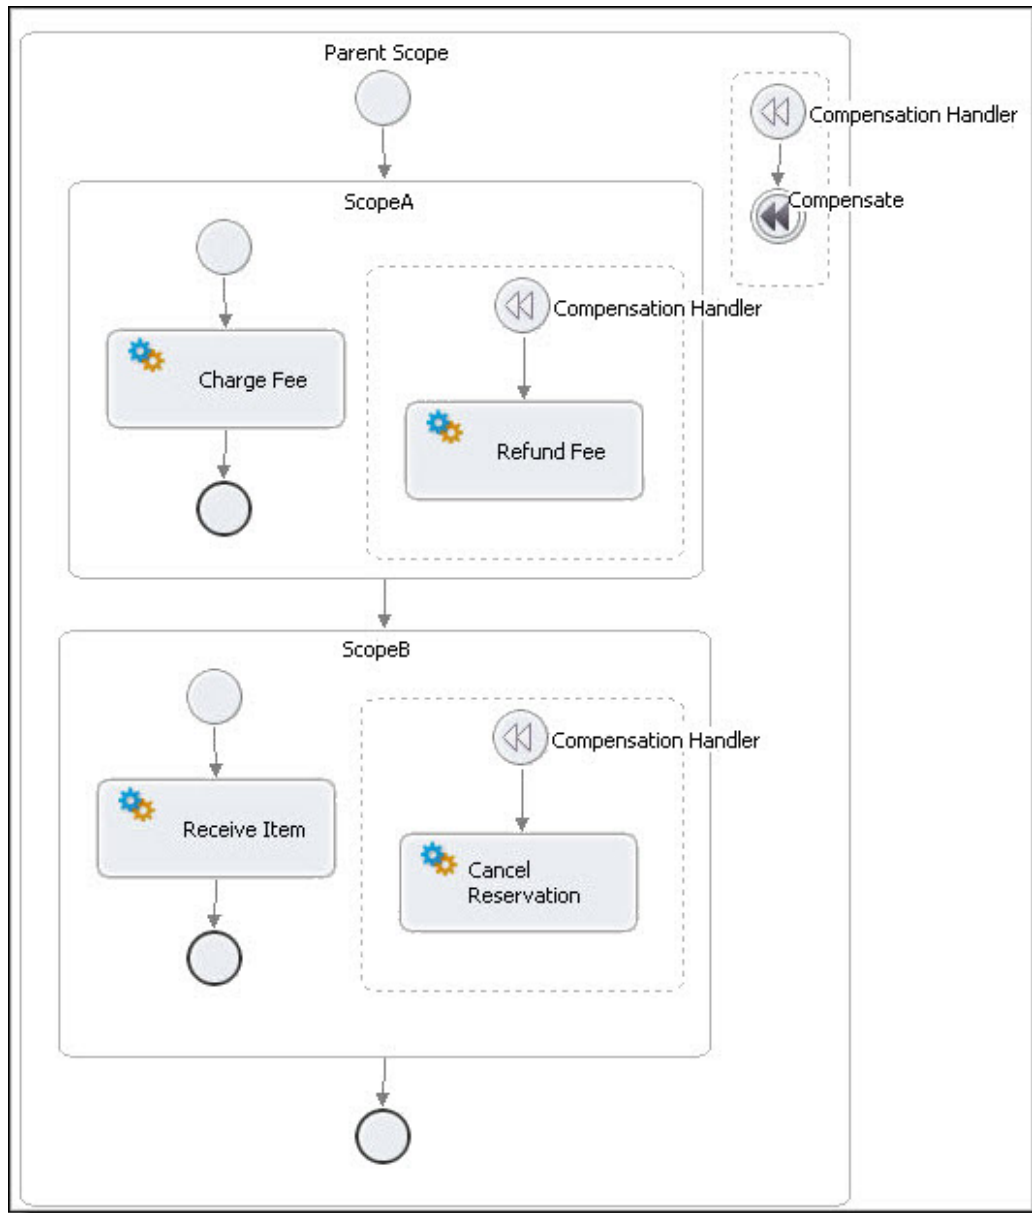 Parent Scope
Compensation Handler
Compensate
ScopeA
Compensation Handler
Charge Fee
Refund Fee
ScopeB
Compensation Handler
Receive Item
Cancel
Reservation